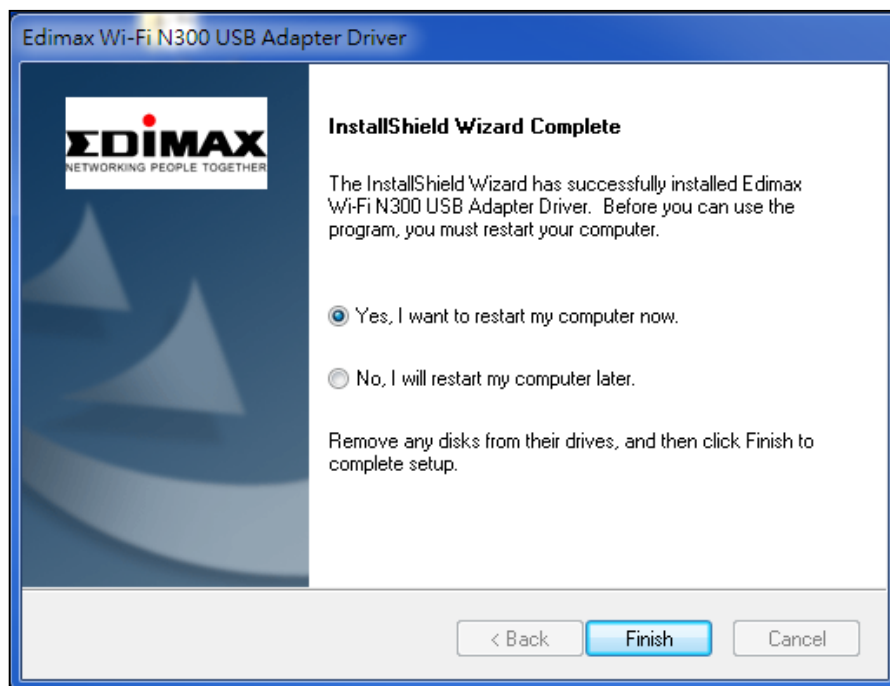 Edimax Wi-Fi N300 USB Adapter Driver
EDIMAX
NETWORKING PEOPLE TOGETHER
InstallShield Wizard Complete
The InstallShield Wizard has successfully installed Edimax
Wi-Fi N300 USB Adapter Driver.  Before you can use the
program, you must restart your computer.
Yes, I want to restart my computer now.
No, I will restart my computer later.
Remove any disks from their drives, and then click Finish to
complete setup.
< Back
Finish
Cancel